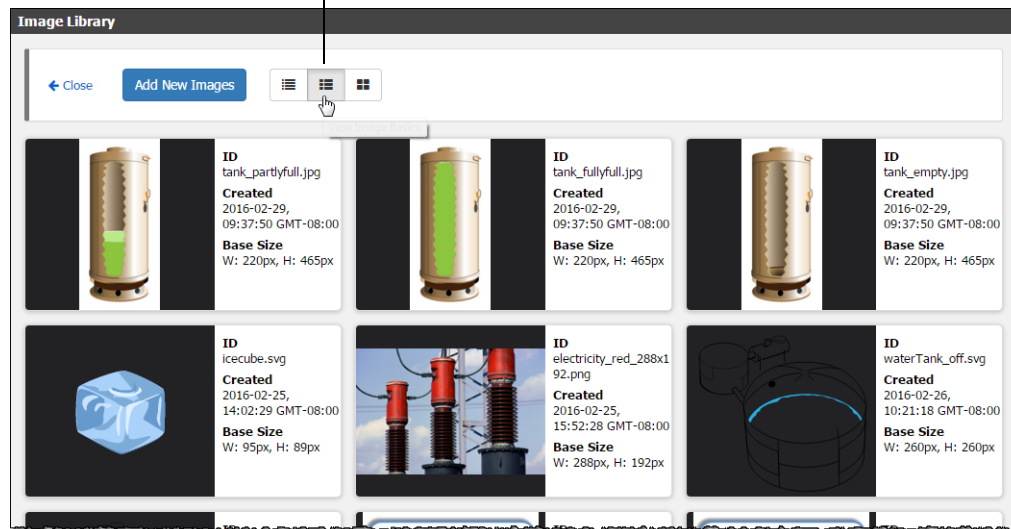 Image Library
Close
Add New Images
View Image Basics
ID
tank_partlyfull.jpg
Created
2016-02-29,
09:37:50 GMT-08:00
Base Size
W: 220px, H: 465px
ID
tank_fullyfull.jpg
Created
2016-02-29,
09:37:50 GMT-08:00
Base Size
W: 220px, H: 465px
ID
tank_empty.jpg
Created
2016-02-29,
09:37:50 GMT-08:00
Base Size
W: 220px, H: 465px
ID
icecube.svg
Created
2016-02-25,
14:02:29 GMT-08:00
Base Size
W: 95px, H: 89px
ID
electricity_red_288x1
92.png
Created
2016-02-25,
15:52:28 GMT-08:00
Base Size
W: 288px, H: 192px
ID
waterTank_off.svg
Created
2016-02-26,
10:21:18 GMT-08:00
Base Size
W: 260px, H: 260px